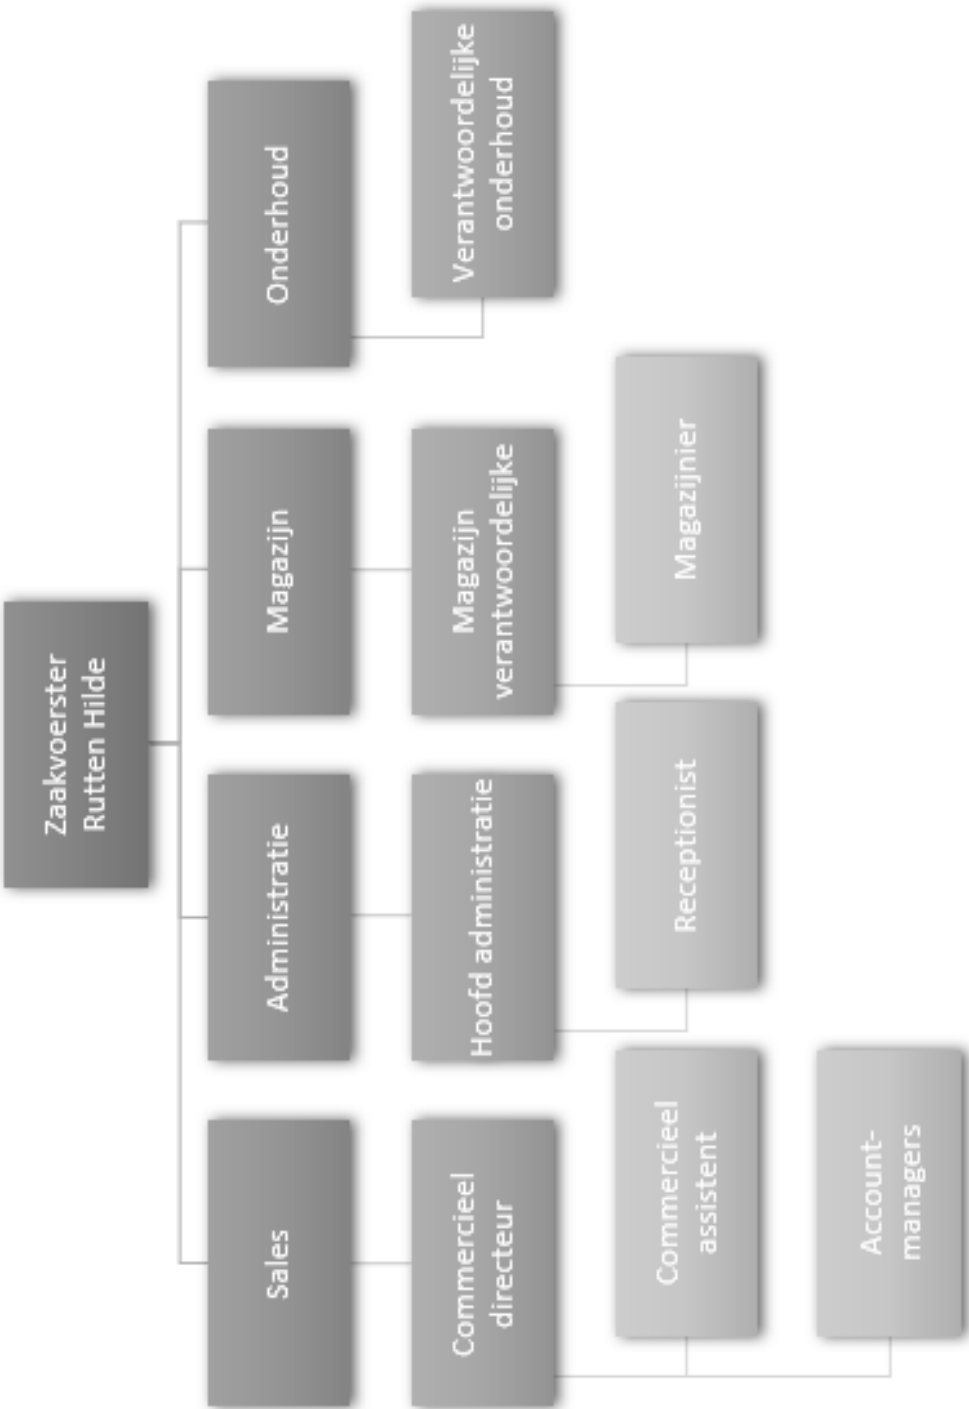 Zaakvoerster
Rutten Hilde
Sales
Administratie
Magazijn
Onderhoud
Commercieel
directeur
Hoofd administratie
Magazijn
verantwoordelijke
Verantwoordelijke
onderhoud
Commercieel
assistent
Receptionist
Magazijnier
Account-
managers